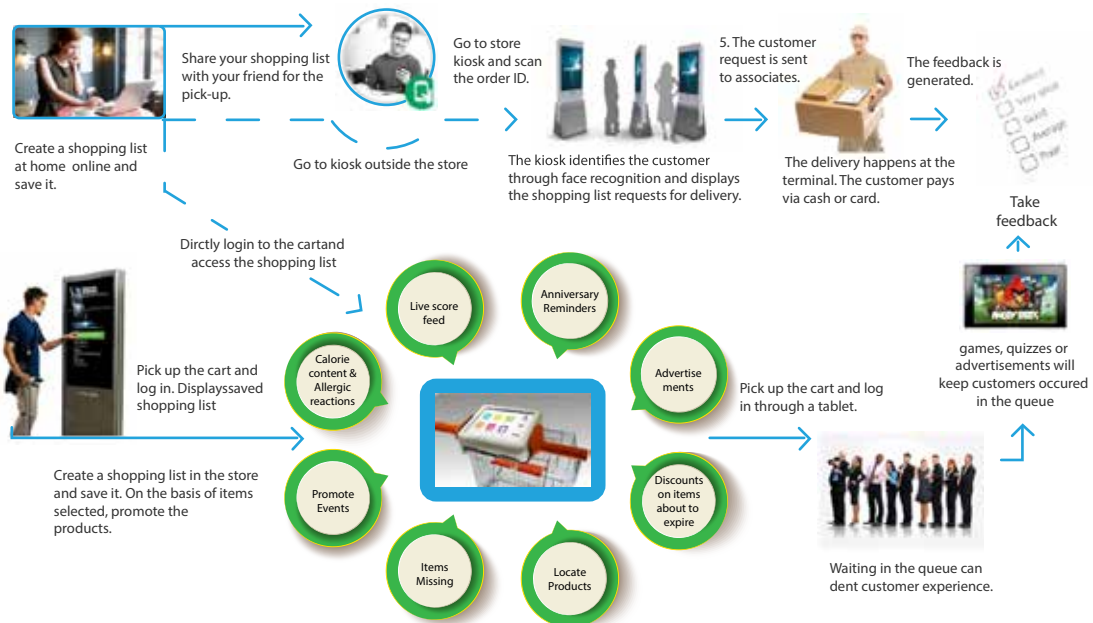 Share your shopping list
with your friend for the
pick-up.
Go to store
kiosk and scan
the order ID.
5. The customer
request is sent
to associates.
The feedback is
generated.
Excellent
Very good
Good
Average
Poor
Create a shopping list
at home online and
save it.
Go to kiosk outside the store
The kiosk identifies the customer
through face recognition and displays
the shopping list requests for delivery.
The delivery happens at the
terminal. The customer pays
via cash or card.
Take
feedback
Dirctly login to the cartand
access the shopping list
Live score
feed
Anniversary
Reminders
Calorie
content &
Allergic
reactions
Advertise
ments
Pick up the cart and
log in. Displayssaved
shopping list
Pick up the cart and log
in through a tablet.
ANGRY BIRDS
games, quizzes or
advertisements will
keep customers occured
in the queue
Create a shopping list in the store
and save it. On the basis of items
selected, promote the
products.
Promote
Events
Discounts
on items
about to
expire
Items
Missing
Locate
Products
Waiting in the queue can
dent customer experience.